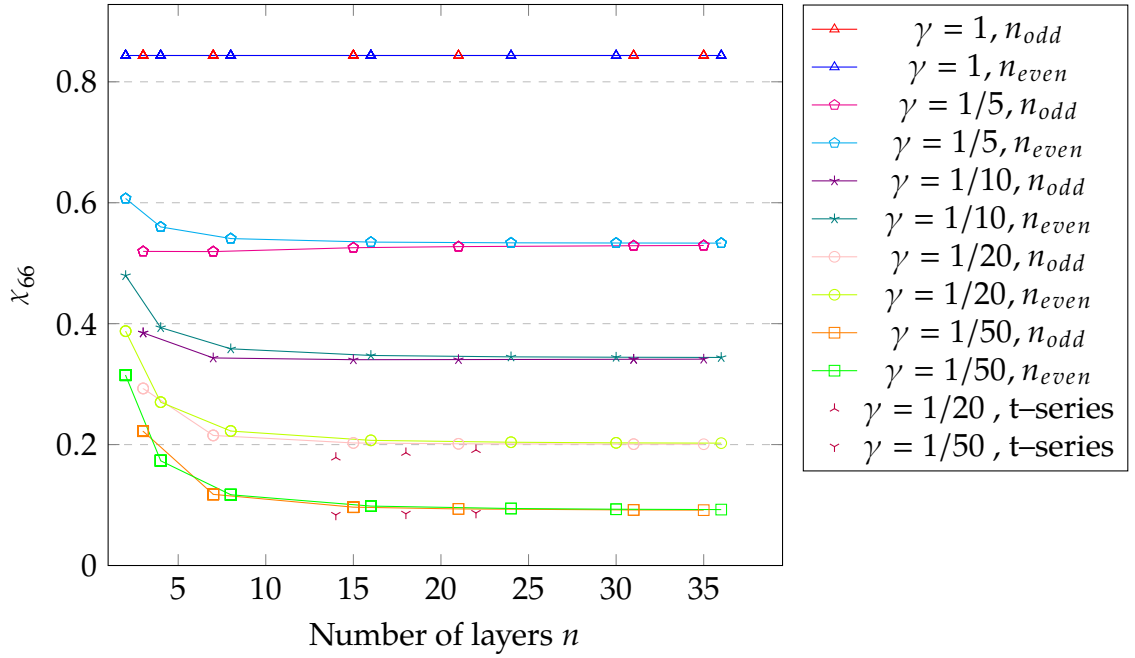 0.8
0.6
0.4
0.2
0
χ66
5 10 15 20 25 30 35
Number of layers n
γ = 1, n_odd
γ = 1, n_even
γ = 1/5, n_odd
γ = 1/5, n_even
γ = 1/10, n_odd
γ = 1/10, n_even
γ = 1/20, n_odd
γ = 1/20, n_even
γ = 1/50, n_odd
γ = 1/50, n_even
γ = 1/20 , t–series
γ = 1/50 , t–series